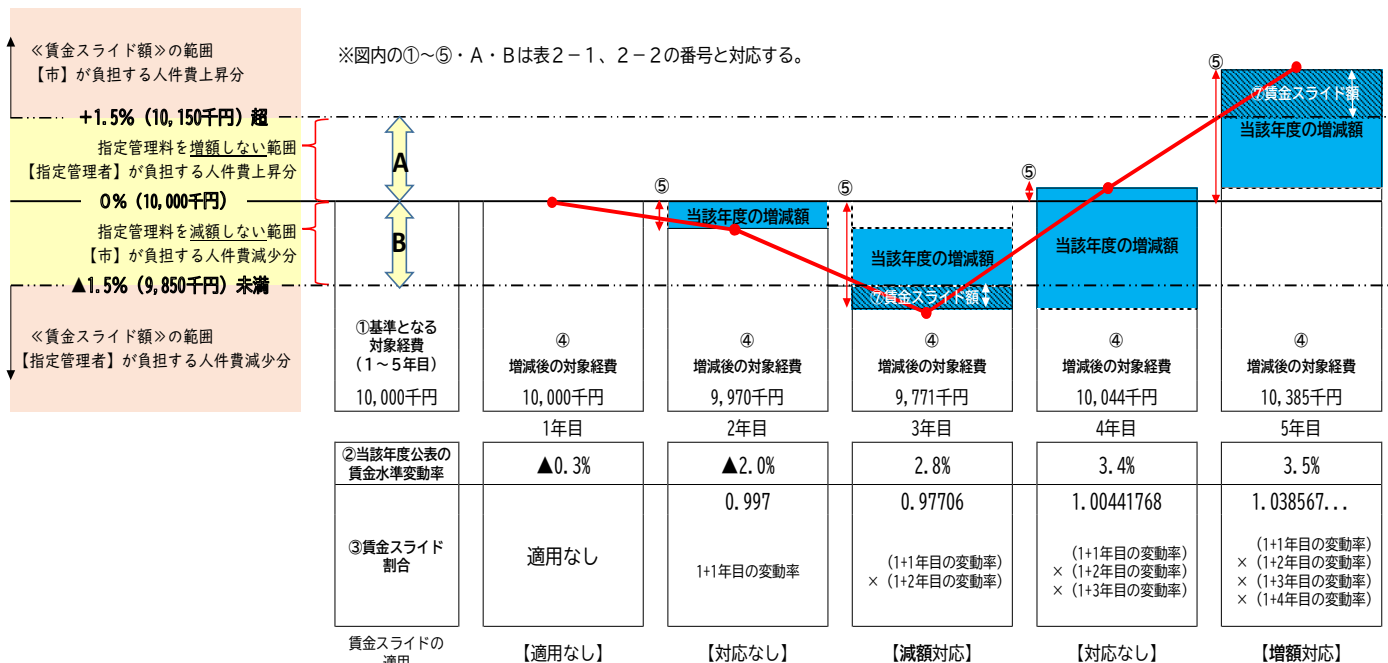 ≪賃金スライド額≫の範囲
【市】が負担する人件費上昇分
※図内の①～⑤・A・Bは表2－1、2－2の番号と対応する。
+1.5%（10,150千円）超
指定管理料を増額しない範囲
【指定管理者】が負担する人件費上昇分
0%（10,000千円）
指定管理料を減額しない範囲
【市】が負担する人件費減少分
▲1.5%（9,850千円）未満
≪賃金スライド額≫の範囲
【指定管理者】が負担する人件費減少分
A
B
⑤
当該年度の増減額
⑤
当該年度の増減額
⑦賃金スライド額
⑤
当該年度の増減額
⑤
⑦賃金スライド額
当該年度の増減額
①基準となる
対象経費
（1～5年目）
10,000千円
④
増減後の対象経費
10,000千円
④
増減後の対象経費
9,970千円
④
増減後の対象経費
9,771千円
④
増減後の対象経費
10,044千円
④
増減後の対象経費
10,385千円
1年目 2年目 3年目 4年目 5年目
②当該年度公表の
賃金水準変動率
▲0.3% ▲2.0% 2.8% 3.4% 3.5%
③賃金スライド
割合
適用なし
0.997
1+1年目の変動率
0.97706
（1+1年目の変動率）
×（1+2年目の変動率）
1.00441768
（1+1年目の変動率）
×（1+2年目の変動率）
×（1+3年目の変動率）
1.038567...
（1+1年目の変動率）
×（1+2年目の変動率）
×（1+3年目の変動率）
×（1+4年目の変動率）
賃金スライドの
適用
【適用なし】 【対応なし】 【減額対応】 【対応なし】 【増額対応】